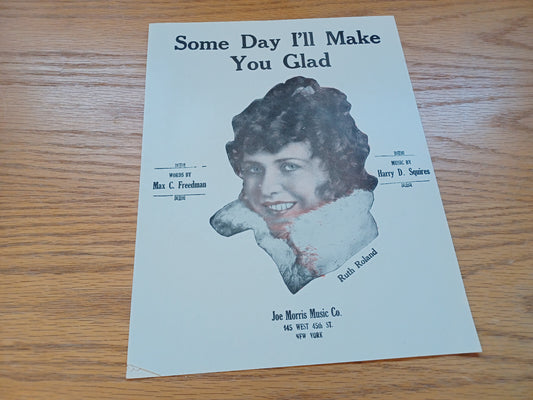 Some Day I'll Make
You Glad
WORDS BY
Max C. Freedman
MUSIC BY
Harry D. Squires
Ruth Roland
Joe Morris Music Co.
145 WEST 45th ST.
NEW YORK